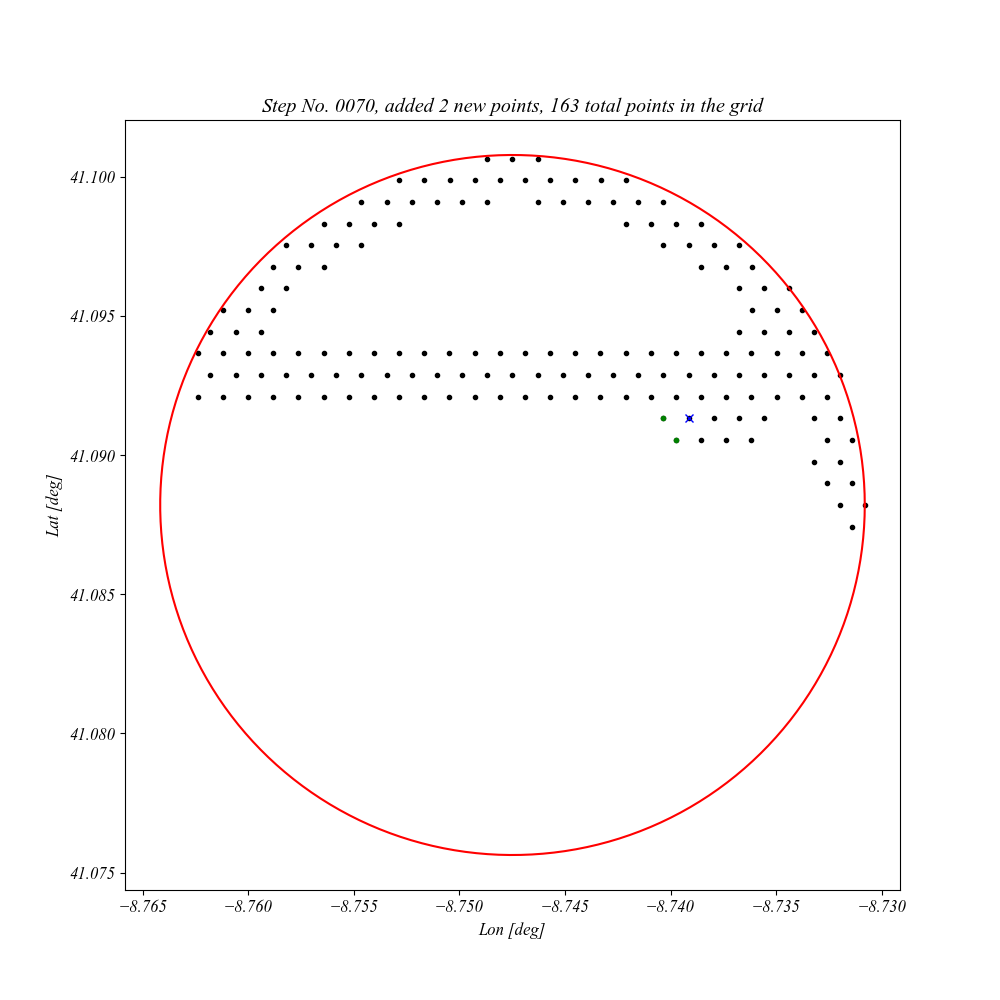 Step No. 0070, added 2 new points, 163 total points in the grid
41.100
41.095
41.090
41.085
41.080
41.075
Lat [deg]
−8.765 −8.760 −8.755 −8.750 −8.745 −8.740 −8.735 −8.730
Lon [deg]